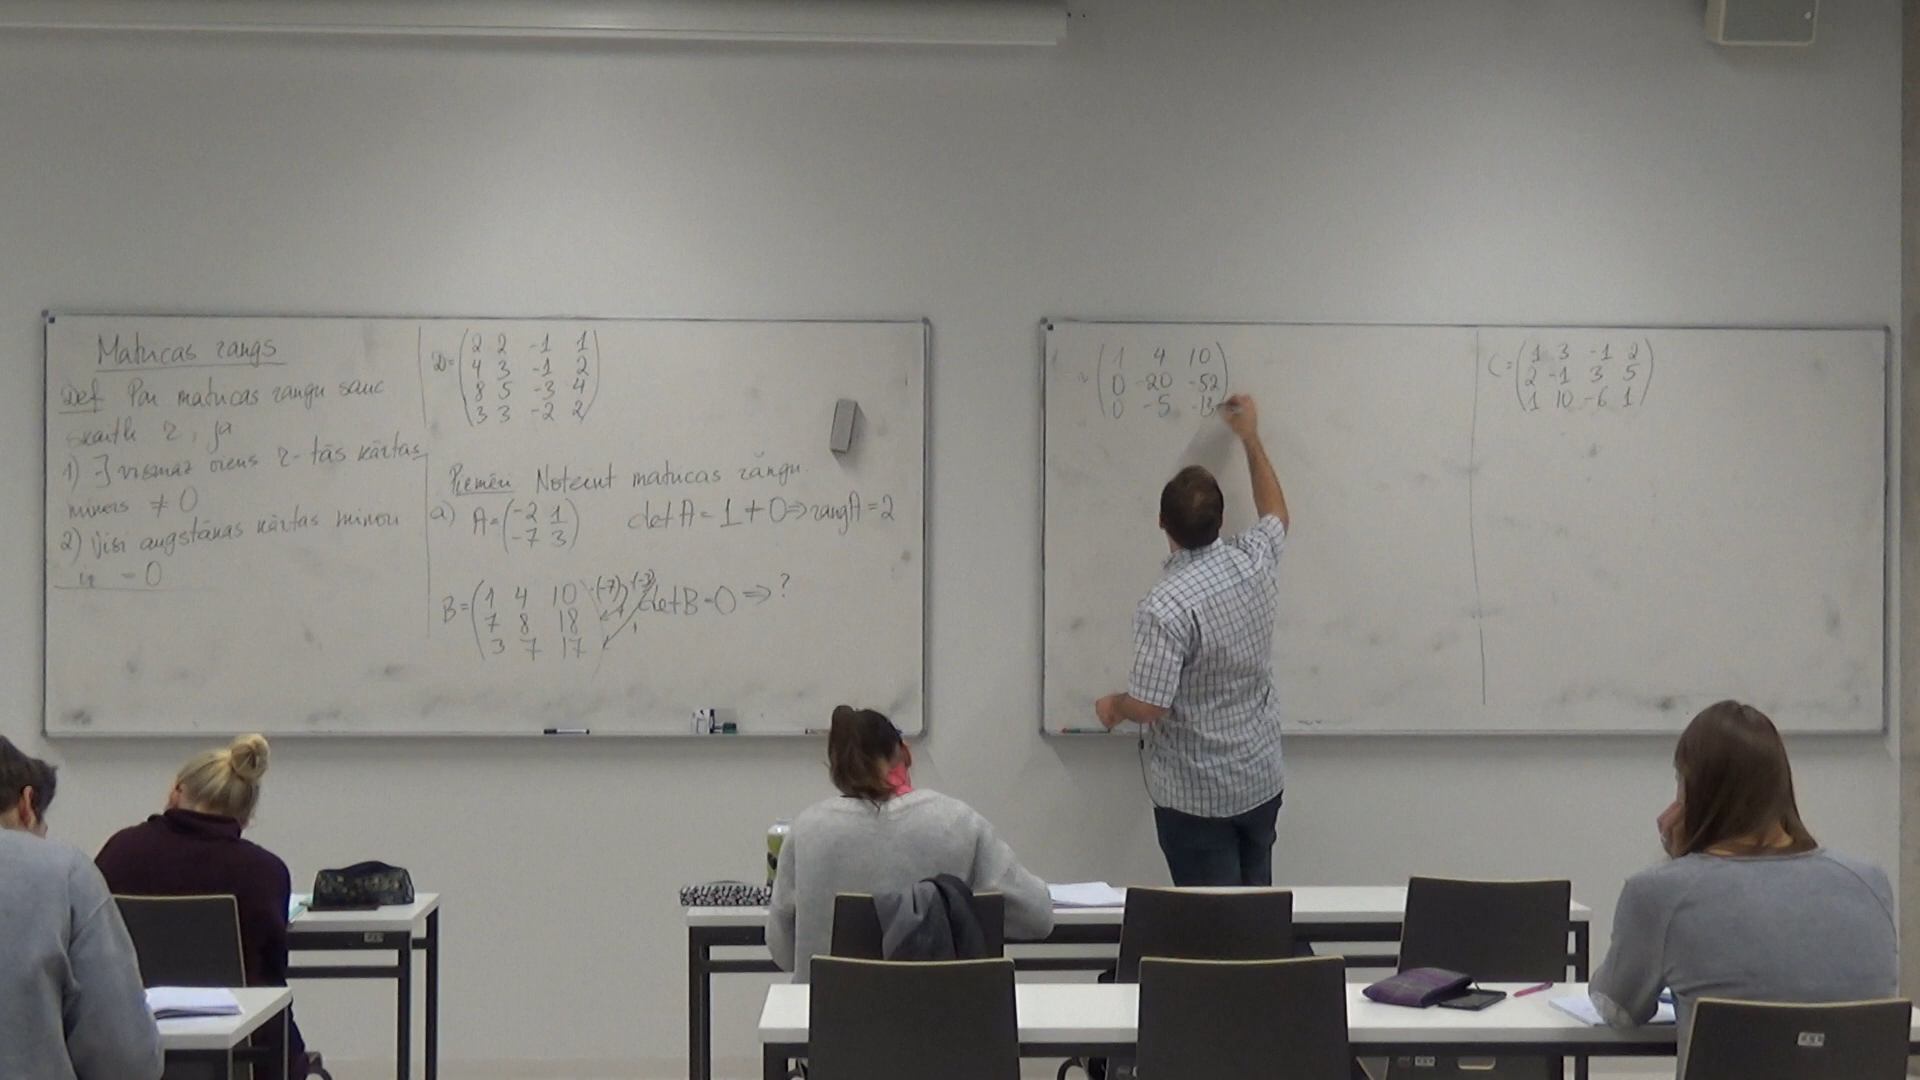 Matricas rangs
Def Par matricas rangu sauc
skaitli r, ja
1) ∃ vismaz viens r-tās kārtas
minors ≠ 0
2) Visi augstākas kārtas minori
ir = 0
D= (2 2 -1 1
4 3 -1 2
8 5 -3 4
3 3 -2 2)
Piemēri Noteikt matricas rangu.
a) A= (-2 1
-7 3) det A = 1 ≠ 0 ⇒ rangA = 2
B= (1 4 10 ·(-7) ·(-3)
7 8 18
3 7 17) det B = 0 ⇒ ?
~ (1 4 10
0 -20 -52
0 -5 -13
C= (1 3 -1 2
2 -1 3 5
1 10 -6 1)